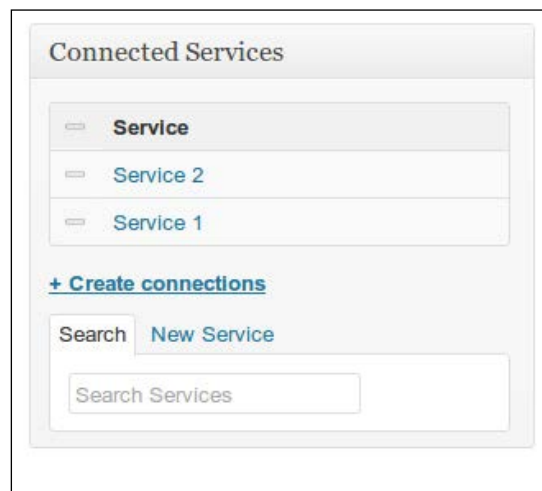 Connected Services
Service
Service 2
Service 1
+ Create connections
Search New Service
Search Services